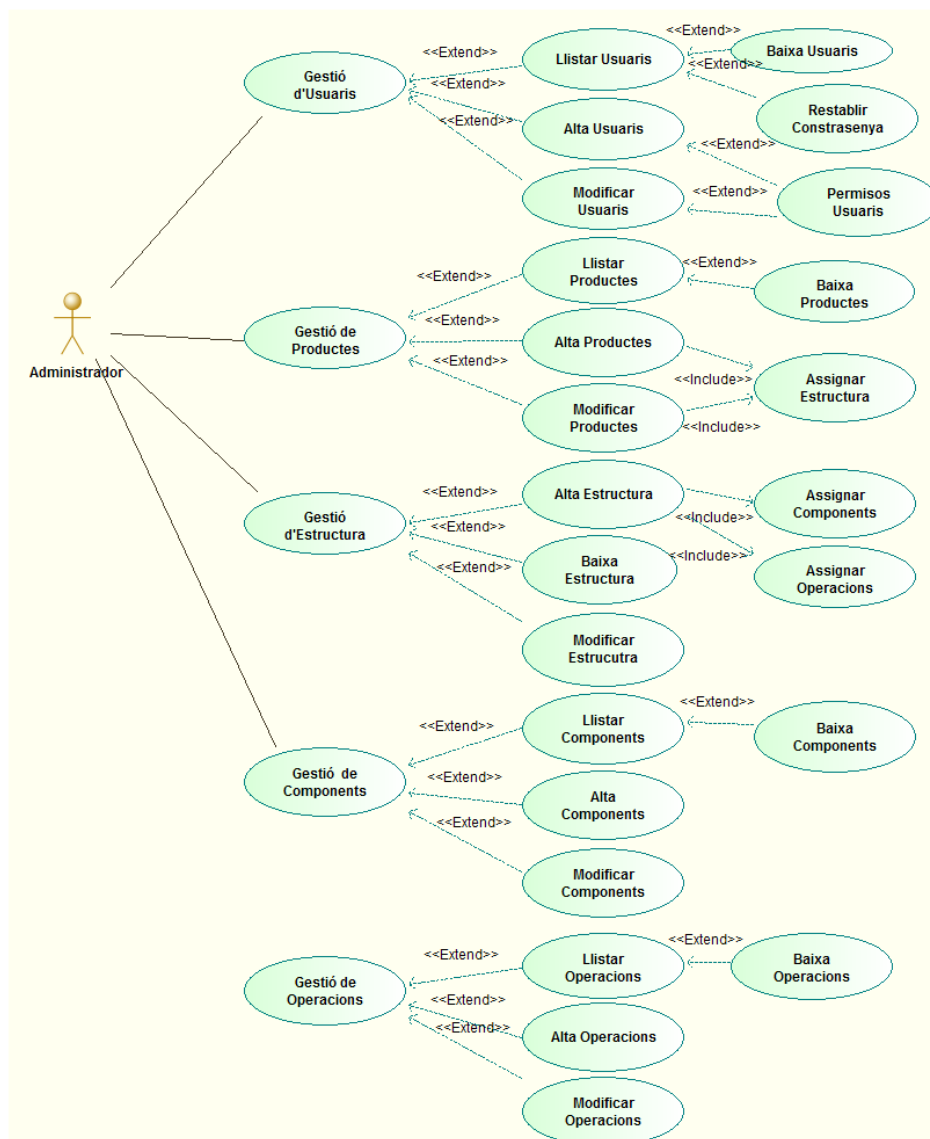 <<Extend>>
Llistar Usuaris
Baixa Usuaris
<<Extend>>
<<Extend>>
Gestió
d'Usuaris
<<Extend>>
Alta Usuaris
Restablir
Constrasenya
<<Extend>>
<<Extend>>
Modificar
Usuaris
<<Extend>>
Permisos
Usuaris
Llistar
Productes
<<Extend>>
Baixa
Productes
<<Extend>>
Administrador
Gestió de
Productes
<<Extend>>
Alta Productes
<<Extend>>
<<Include>>
Assignar
Estructura
Modificar
Productes
<<Include>>
<<Extend>>
Alta Estructura
Assignar
Components
Gestió
d'Estructura
<<Extend>>
<<Include>>
Baixa
Estructura
<<Include>>
Assignar
Operacions
<<Extend>>
Modificar
Estrucutra
<<Extend>>
Llistar
Components
<<Extend>>
Baixa
Components
Gestió de
Components
<<Extend>>
Alta
Components
<<Extend>>
Modificar
Components
<<Extend>>
Llistar
Operacions
<<Extend>>
Baixa
Operacions
Gestió de
Operacions
<<Extend>>
<<Extend>>
Alta Operacions
Modificar
Operacions